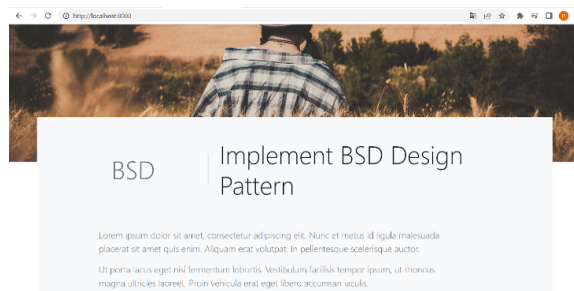 http://localhost:8000
BSD
Implement BSD Design
Pattern
Lorem ipsum dolor sit amet, consectetur adipiscing elit. Nunc et metus id ligula malesuada
placerat sit amet quis enim. Aliquam erat volutpat. In pellentesque scelerisque auctor.
Ut porta lacus eget nisi fermentum lobortis. Vestibulum facilisis tempor ipsum, ut rhoncus
magna ultricies laoreet. Proin vehicula erat eget libero accumsan iaculis.